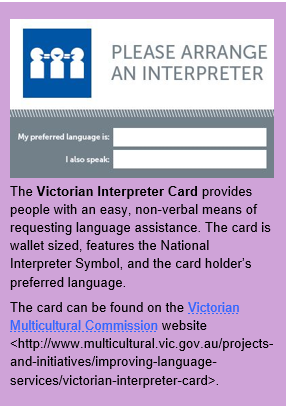 PLEASE ARRANGE
AN INTERPRETER
My preferred language is:
I also speak:
The Victorian Interpreter Card provides
people with an easy, non-verbal means of
requesting language assistance. The card is
wallet sized, features the National
Interpreter Symbol, and the card holder's
preferred language.
The card can be found on the Victorian
Multicultural Commission website
<http://www.multicultural.vic.gov.au/projects-
and-initiatives/improving-language-
services/victorian-interpreter-card>.